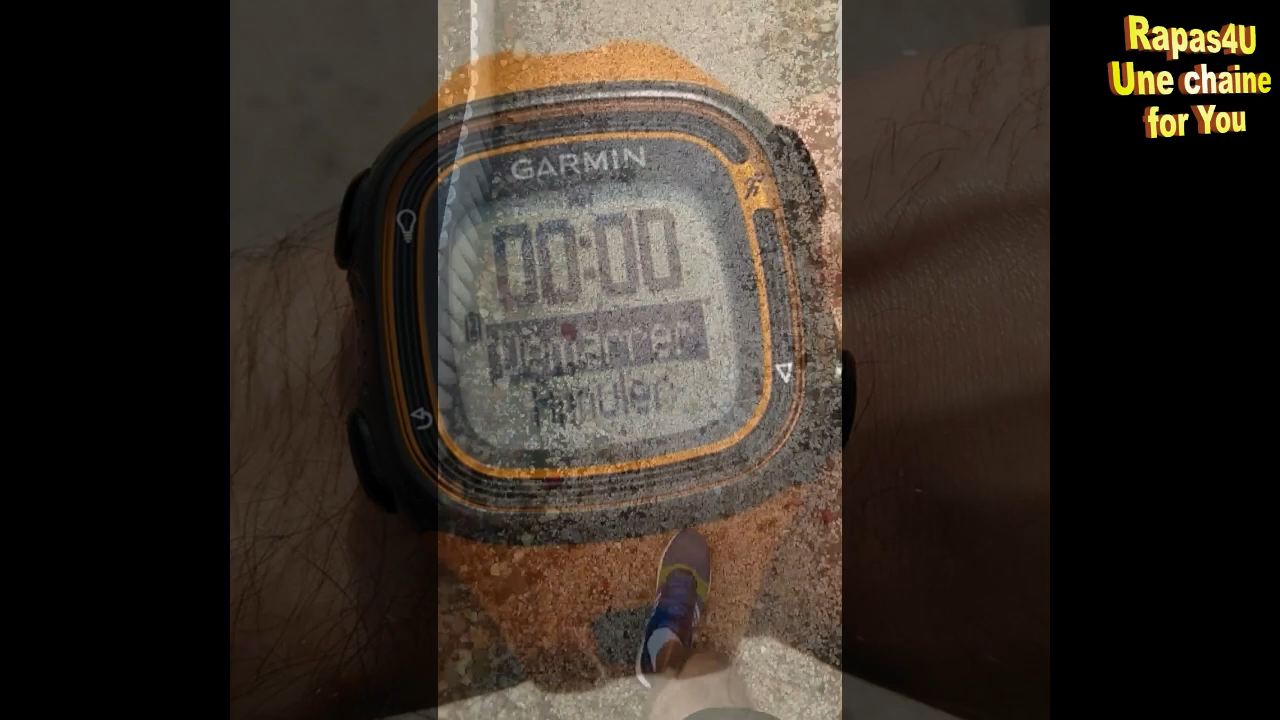 Rapas4U
Une chaine
for You
GARMIN
00:00
Démarrer
Annuler